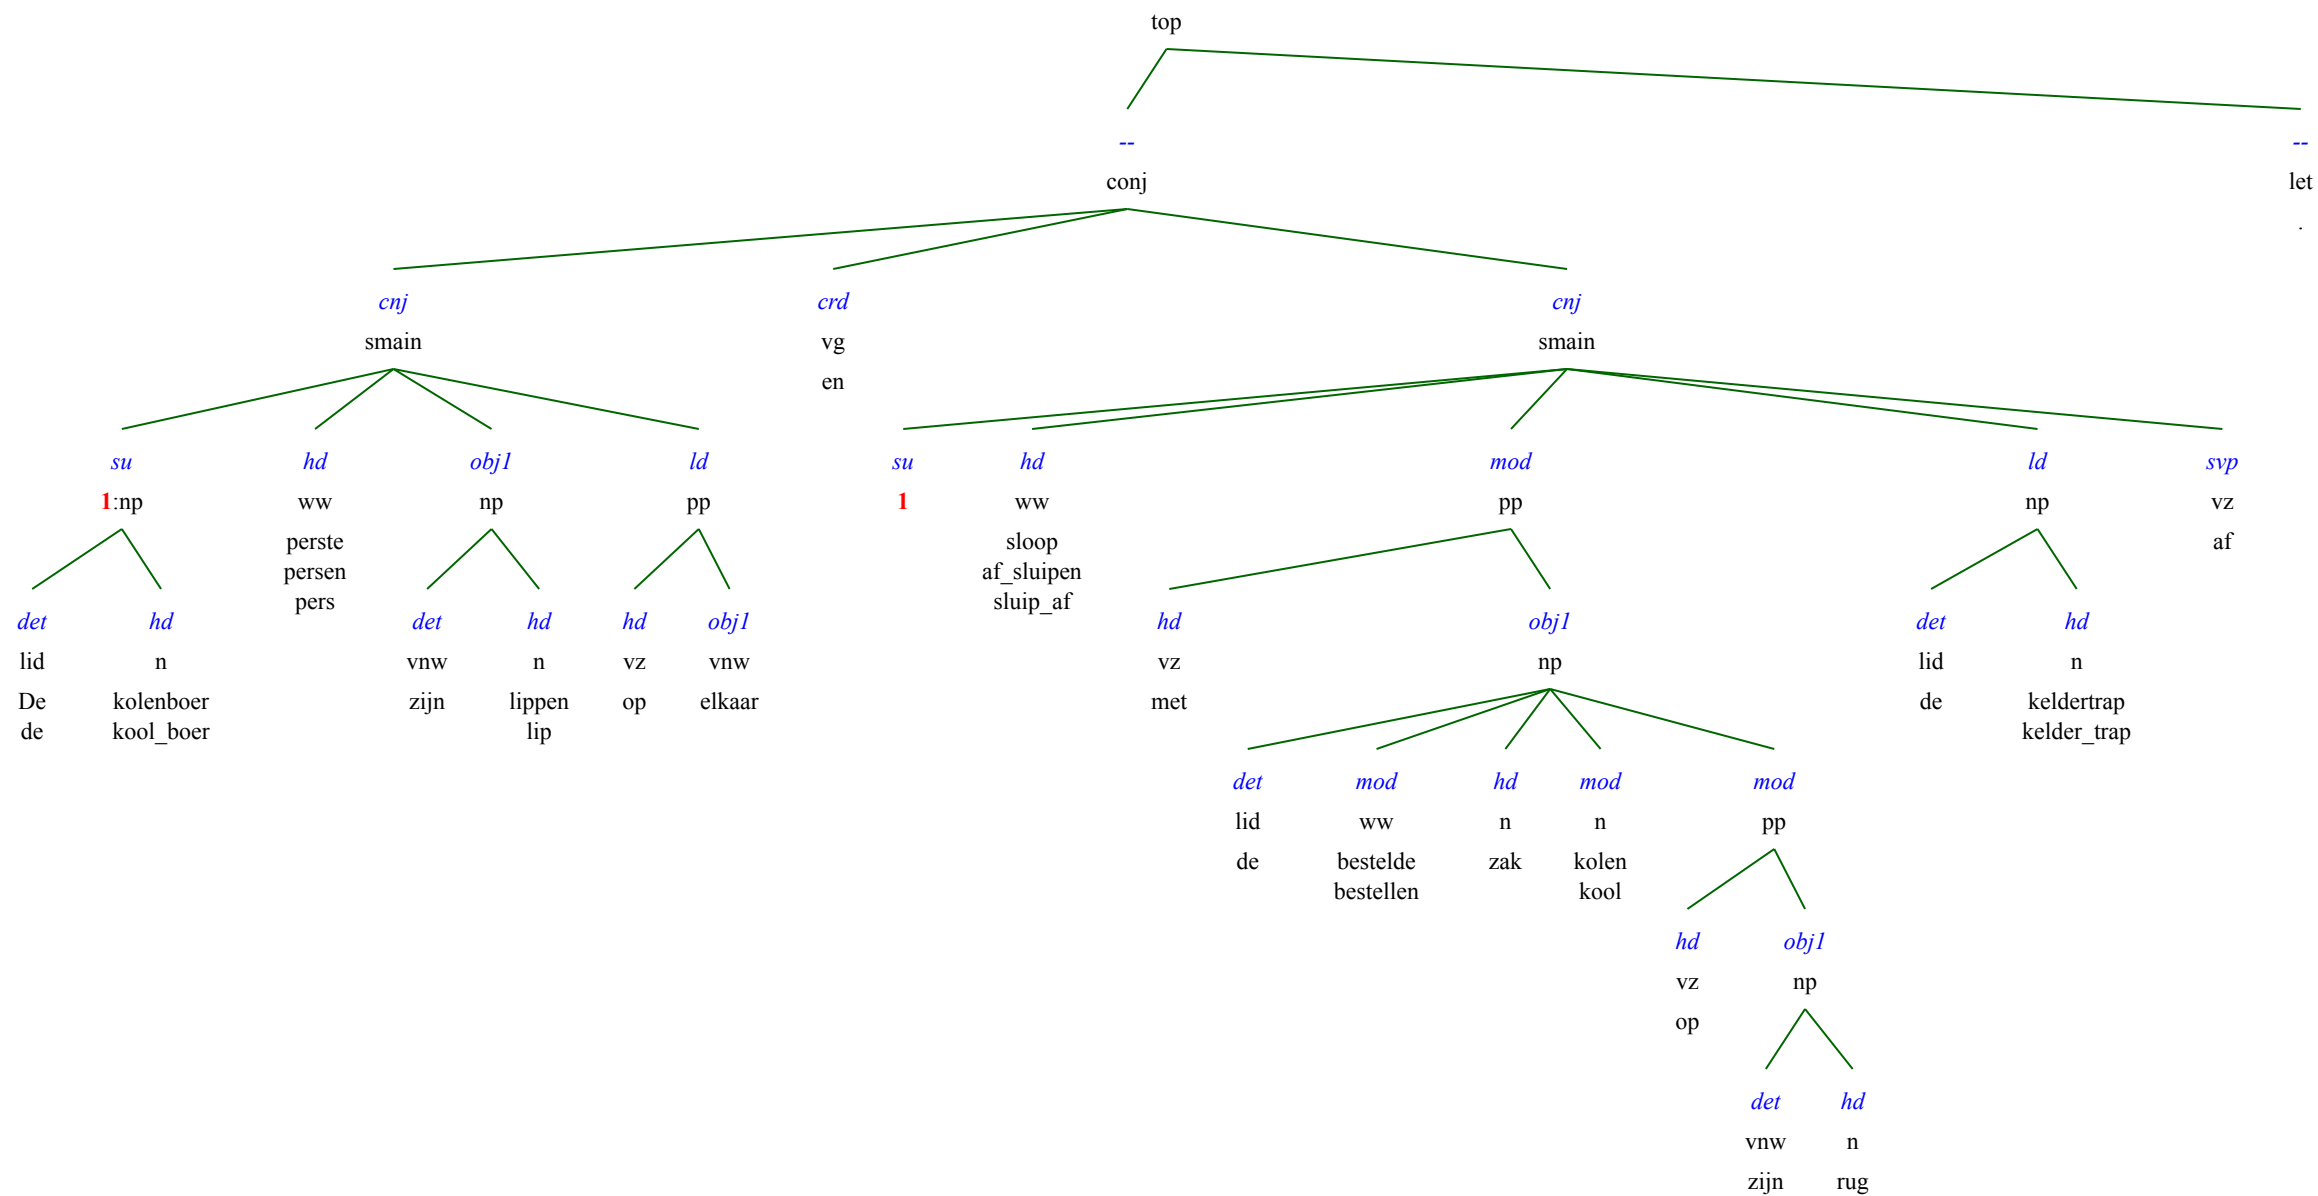 top
-- --
conj let
.
cnj crd cnj
smain vg smain
en
su hd obj1 ld su hd mod ld svp
1:np ww np pp 1 ww pp np vz
perste sloop af
persen af_sluipen
pers sluip_af
det hd det hd hd obj1 hd obj1 det hd
lid n vnw n vz vnw vz np lid n
De kolenboer zijn lippen op elkaar met de keldertrap
de kool_boer lip kelder_trap
det mod hd mod mod
lid ww n n pp
de bestelde zak kolen
bestellen kool
hd obj1
vz np
op
det hd
vnw n
zijn rug